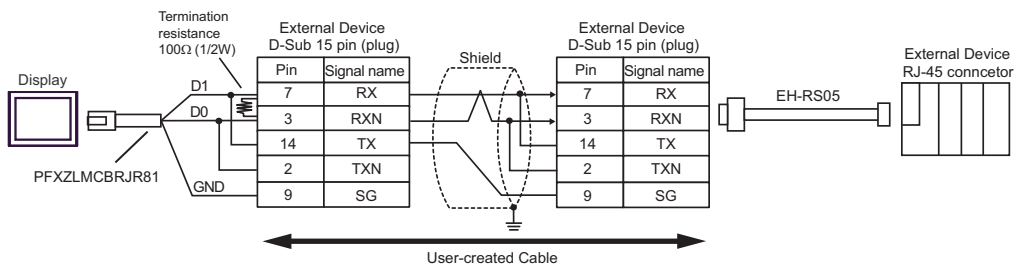 Termination
resistance
100Ω (1/2W)
External Device
D-Sub 15 pin (plug)
External Device
D-Sub 15 pin (plug)
External Device
RJ-45 conncetor
Display
Shield
Pin Signal name
7 RX
3 RXN
14 TX
2 TXN
9 SG
Pin Signal name
7 RX
3 RXN
14 TX
2 TXN
9 SG
D1
D0
GND
PFXZLMCBRJR81
EH-RS05
User-created Cable